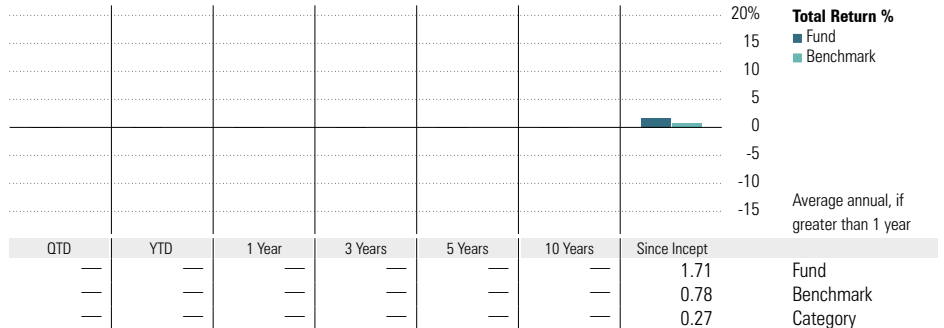 20%
15
10
5
0
-5
-10
-15
Total Return %
Fund
Benchmark
Average annual, if
greater than 1 year
QTD YTD 1 Year 3 Years 5 Years 10 Years Since Incept
— — — — — — 1.71 Fund
— — — — — — 0.78 Benchmark
— — — — — — 0.27 Category